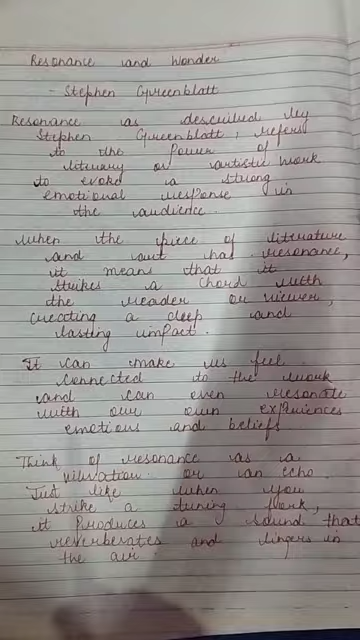 Resonance and Wonder
- Stephen Greenblatt
Resonance as described by
Stephen Greenblatt, refers
to the Power of
literary or artistic work
to evoke a strong
emotional response in
the audience.
When the piece of literature
and art has resonance,
it means that it
strikes a chord with
the reader or viewer,
creating a deep and
lasting impact.
It can make us feel
connected to the work
and can even resonate
with our own experiences
emotions and beliefs
Think of resonance as a
vibration or an echo.
Just like when you
strike a tuning fork,
it Produces a sound that
reverberates and lingers in
the air.